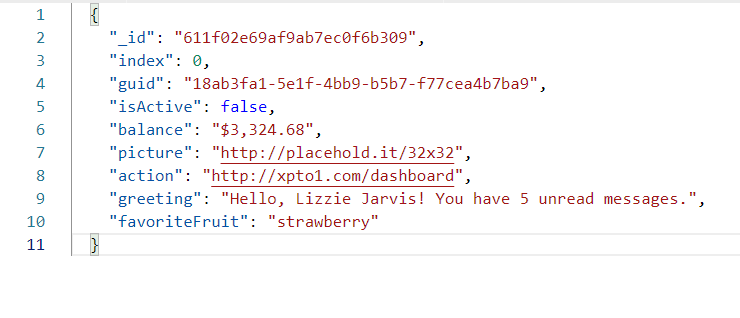 1 {
2 "_id": "611f02e69af9ab7ec0f6b309",
3 "index": 0,
4 "guid": "18ab3fa1-5e1f-4bb9-b5b7-f77cea4b7ba9",
5 "isActive": false,
6 "balance": "$3,324.68",
7 "picture": "http://placehold.it/32x32",
8 "action": "http://xpto1.com/dashboard",
9 "greeting": "Hello, Lizzie Jarvis! You have 5 unread messages.",
10 "favoriteFruit": "strawberry"
11 }